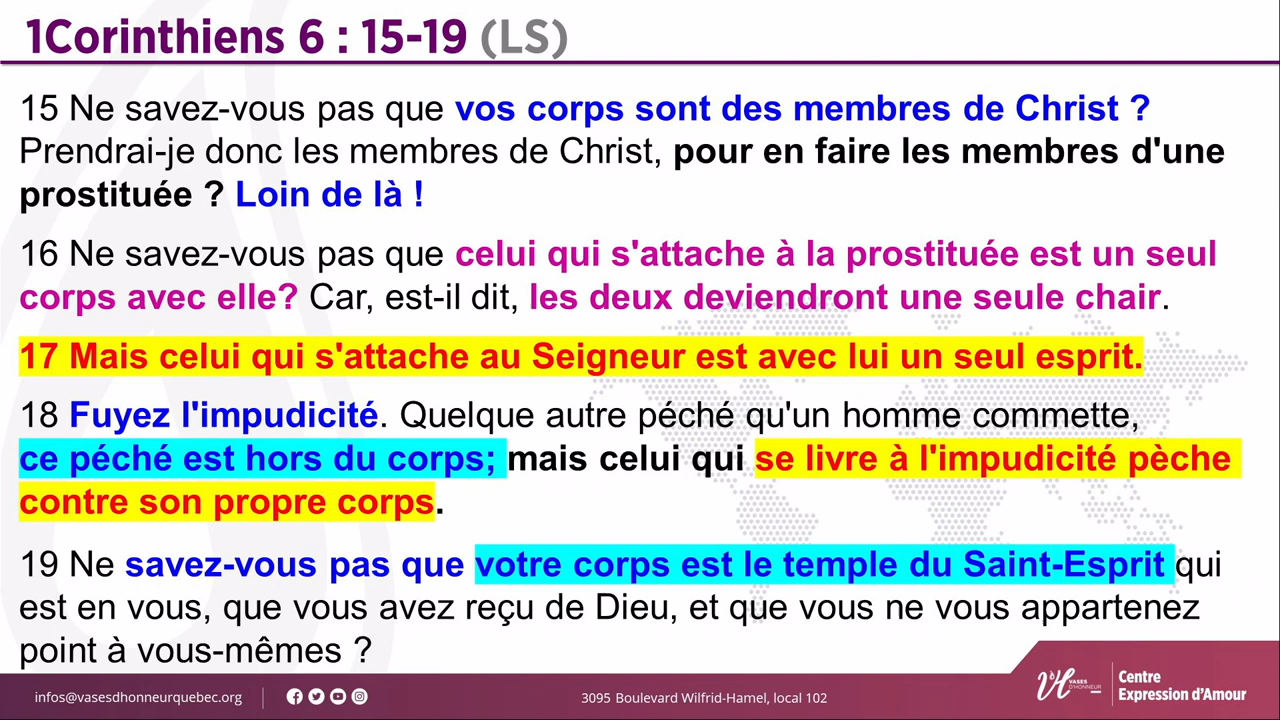 1Corinthiens 6 : 15-19 (LS)
15 Ne savez-vous pas que vos corps sont des membres de Christ ?
Prendrai-je donc les membres de Christ, pour en faire les membres d'une
prostituée ? Loin de là !
16 Ne savez-vous pas que celui qui s'attache à la prostituée est un seul
corps avec elle? Car, est-il dit, les deux deviendront une seule chair.
17 Mais celui qui s'attache au Seigneur est avec lui un seul esprit.
18 Fuyez l'impudicité. Quelque autre péché qu'un homme commette,
ce péché est hors du corps; mais celui qui se livre à l'impudicité pèche
contre son propre corps.
19 Ne savez-vous pas que votre corps est le temple du Saint-Esprit qui
est en vous, que vous avez reçu de Dieu, et que vous ne vous appartenez
point à vous-mêmes ?
infos@vasesdhonneurquebec.org
3095 Boulevard Wilfrid-Hamel, local 102
VASES
D'HONNEUR
Centre
Expression d'Amour